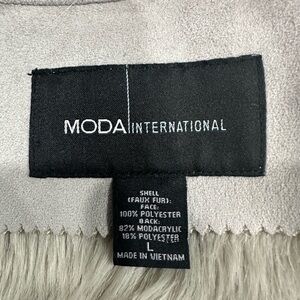 MODA INTERNATIONAL
SHELL
(FAUX FUR):
FACE:
100% POLYESTER
BACK:
82% MODACRYLIC
18% POLYESTER
L
MADE IN VIETNAM